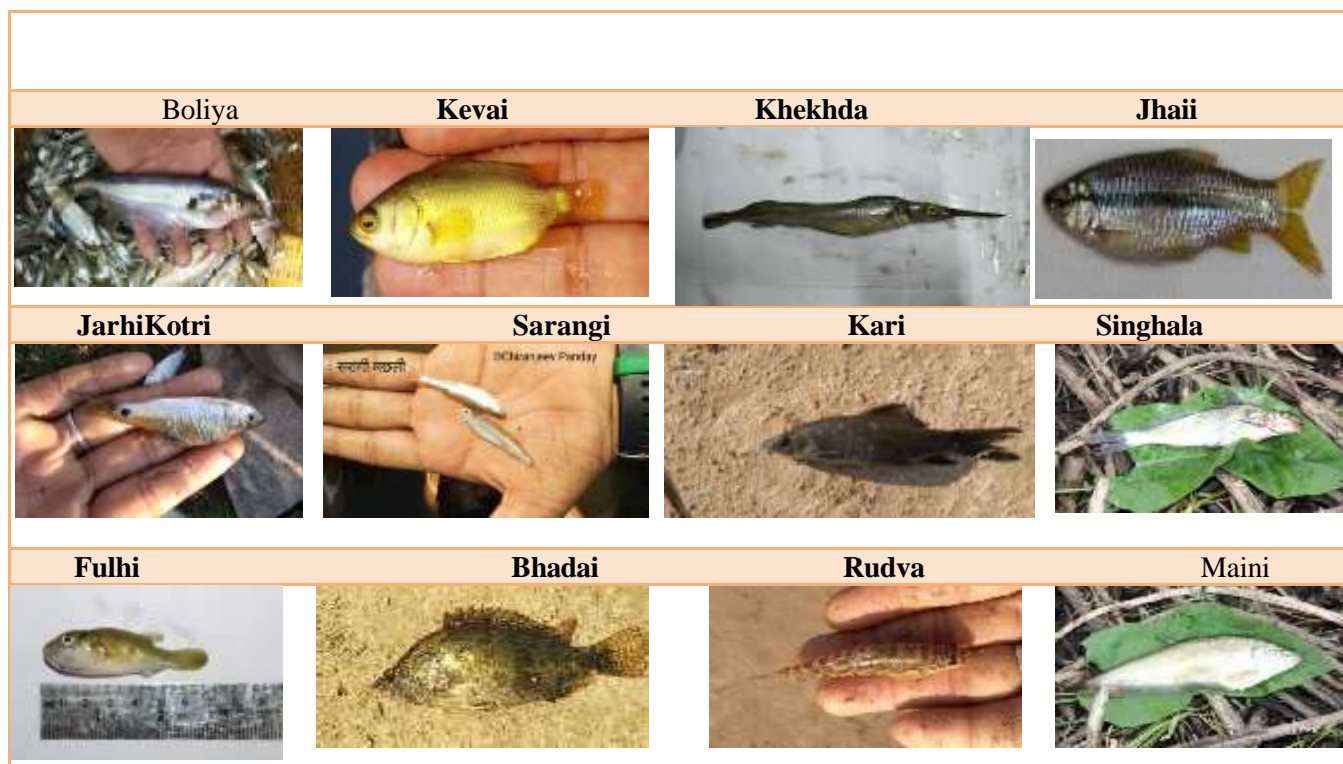 Boliya Kevai Khekhda Jhaii
JarhiKotri Sarangi Kari Singhala
सारंगी मछली ©Chiranjeev Panday
Fulhi Bhadai Rudva Maini